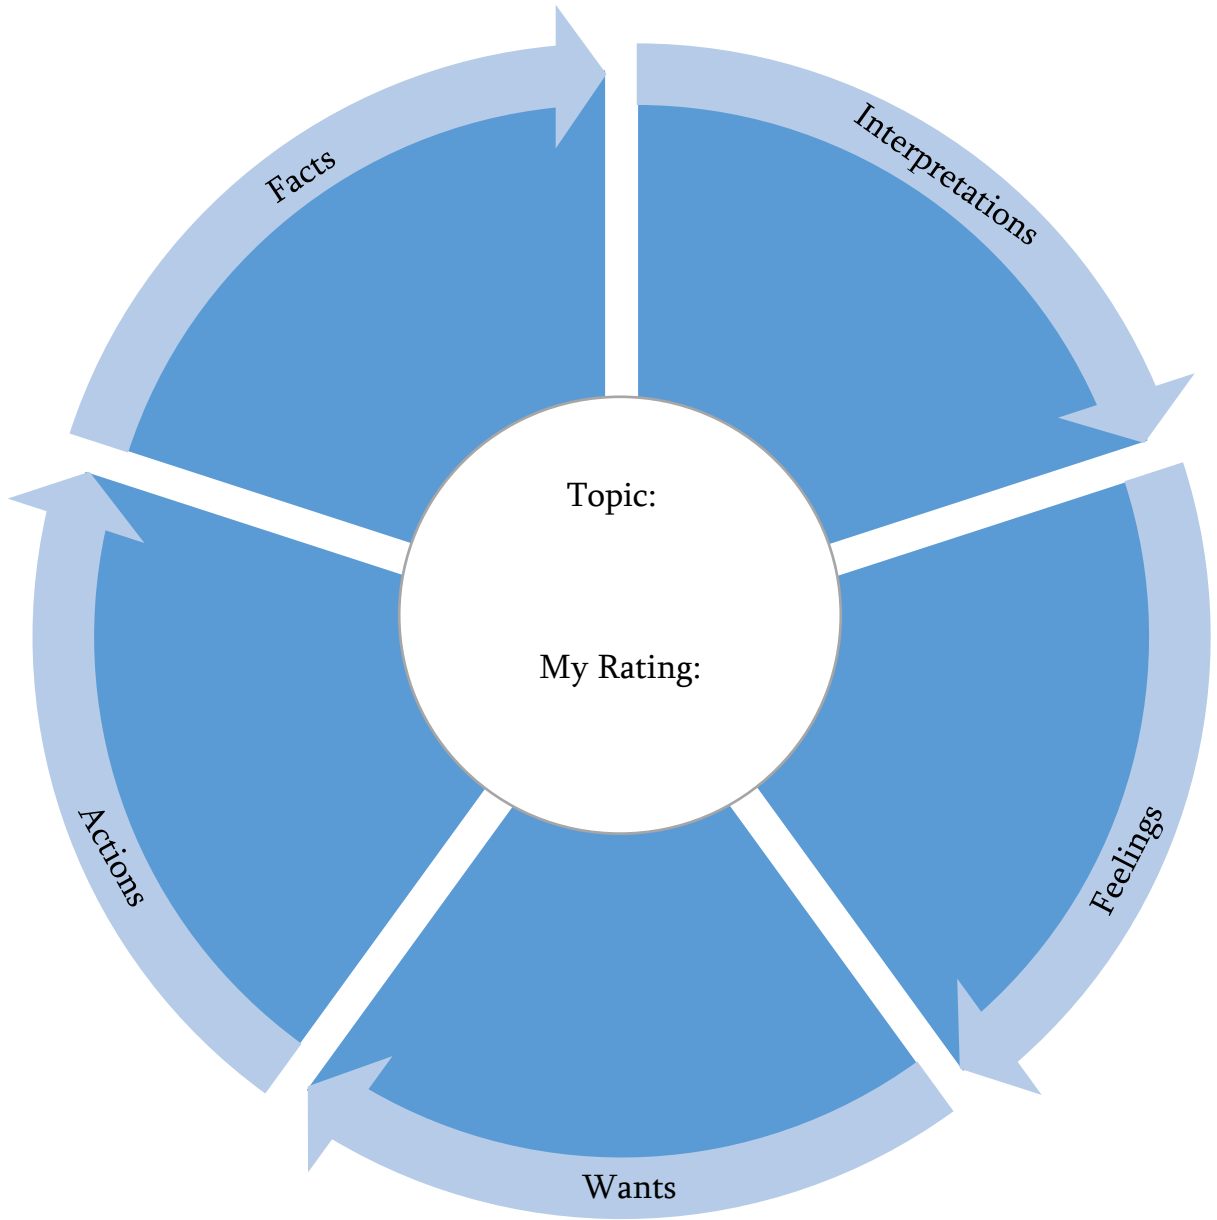 Facts
Interpretations
Topic:
My Rating:
Actions
Feelings
Wants